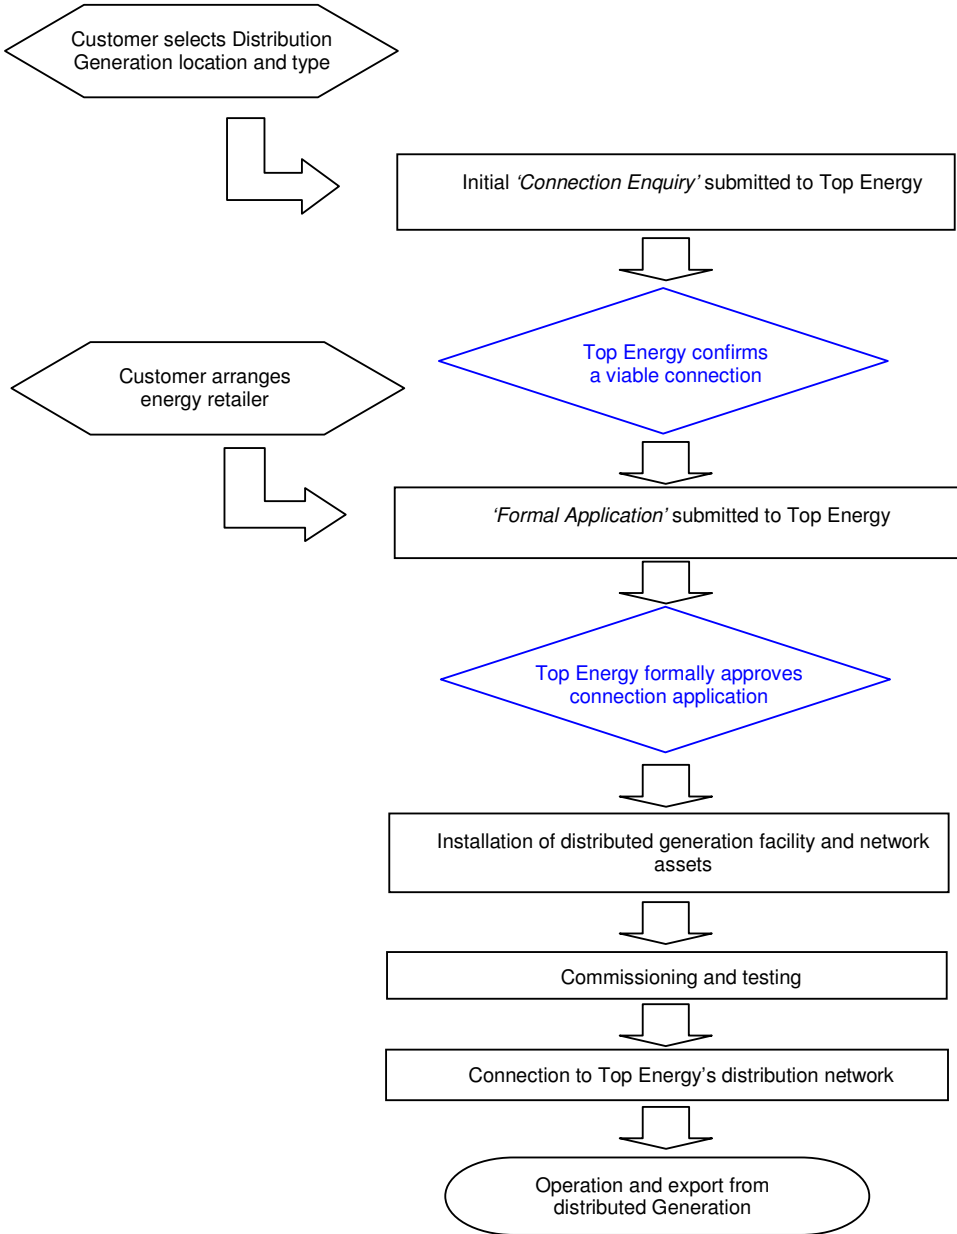 Customer selects Distribution
Generation location and type
Initial ‘Connection Enquiry’ submitted to Top Energy
Top Energy confirms
a viable connection
Customer arranges
energy retailer
‘Formal Application’ submitted to Top Energy
Top Energy formally approves
connection application
Installation of distributed generation facility and network
assets
Commissioning and testing
Connection to Top Energy’s distribution network
Operation and export from
distributed Generation